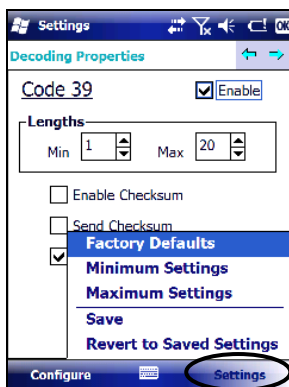 Settings OK
Decoding Properties
Code 39 Enable
Lengths
Min 1 Max 20
Enable Checksum
Send Checksum
Factory Defaults
Minimum Settings
Maximum Settings
Save
Revert to Saved Settings
Configure Settings